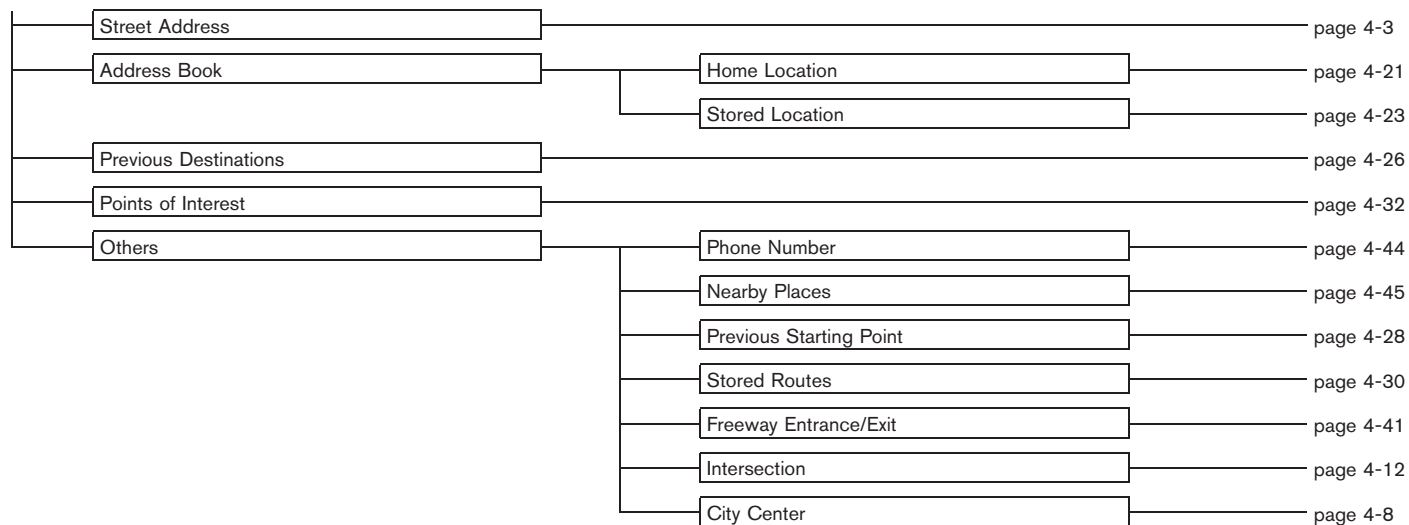 Street Address page 4-3
Address Book Home Location page 4-21
Stored Location page 4-23
Previous Destinations page 4-26
Points of Interest page 4-32
Others Phone Number page 4-44
Nearby Places page 4-45
Previous Starting Point page 4-28
Stored Routes page 4-30
Freeway Entrance/Exit page 4-41
Intersection page 4-12
City Center page 4-8